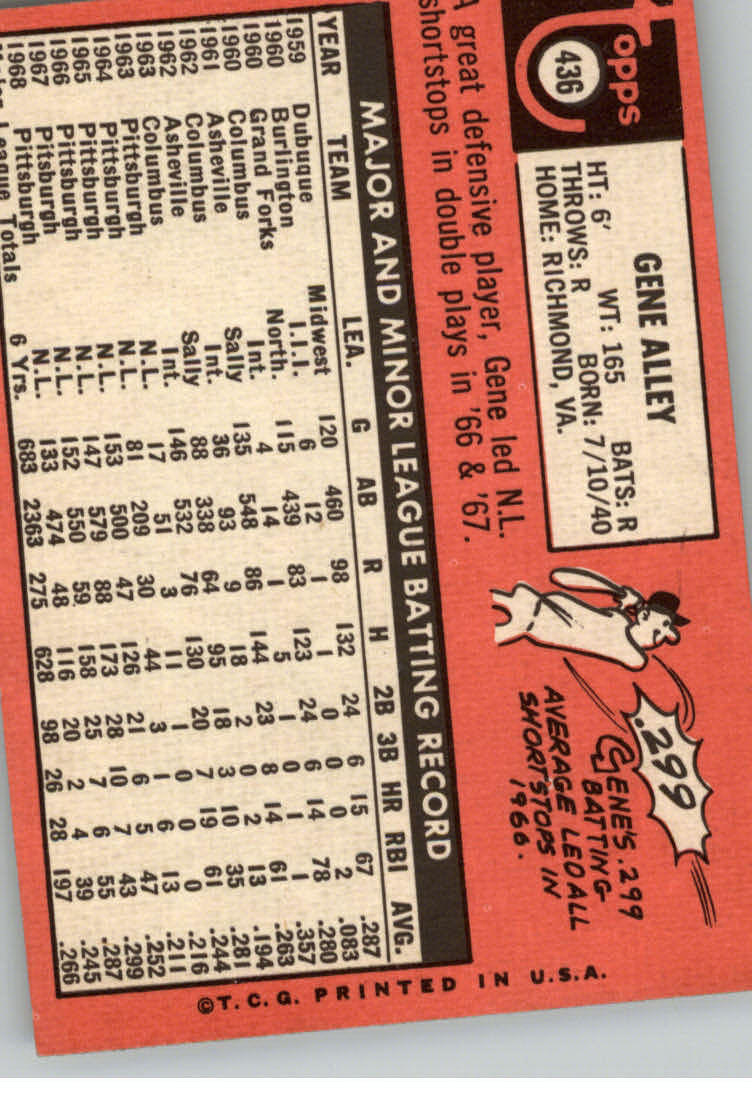 Topps
436
GENE ALLEY
HT: 6' WT: 165 BATS: R
THROWS: R BORN: 7/10/40
HOME: RICHMOND, VA.
A great defensive player, Gene led N.L.
shortstops in double plays in '66 & '67.
.299
GENE'S .299
BATTING
AVERAGE LED ALL
SHORTSTOPS IN
1966.
MAJOR AND MINOR LEAGUE BATTING RECORD
YEAR TEAM LEA. G AB R H 2B 3B HR RBI AVG.
1959 Dubuque Midwest 120 460 98 132 24 6 15 67 .287
1960 Burlington I.I.I. 6 12 1 1 0 0 0 2 .083
1960 Grand Forks North. 115 439 83 123 24 6 14 78 .280
1960 Columbus Int. 4 14 1 5 1 0 1 1 .357
1961 Asheville Sally 135 548 86 144 23 8 14 61 .263
1962 Columbus Int. 36 93 9 18 2 0 2 13 .194
1962 Asheville Sally 88 338 64 95 18 3 10 35 .281
1963 Columbus Int. 146 532 76 130 20 7 19 61 .244
1963 Pittsburgh N.L. 17 51 3 11 1 0 0 0 .216
1964 Pittsburgh N.L. 81 209 30 44 3 1 6 13 .211
1965 Pittsburgh N.L. 153 500 47 126 21 6 5 47 .252
1966 Pittsburgh N.L. 147 579 88 173 28 10 7 43 .299
1967 Pitsburgh N.L. 152 550 59 158 25 7 6 55 .287
1968 Pittsburgh N.L. 133 474 48 116 20 2 4 39 .245
Major League Totals 6 Yrs. 683 2363 275 628 98 26 28 197 .266
©T.C.G. PRINTED IN U.S.A.